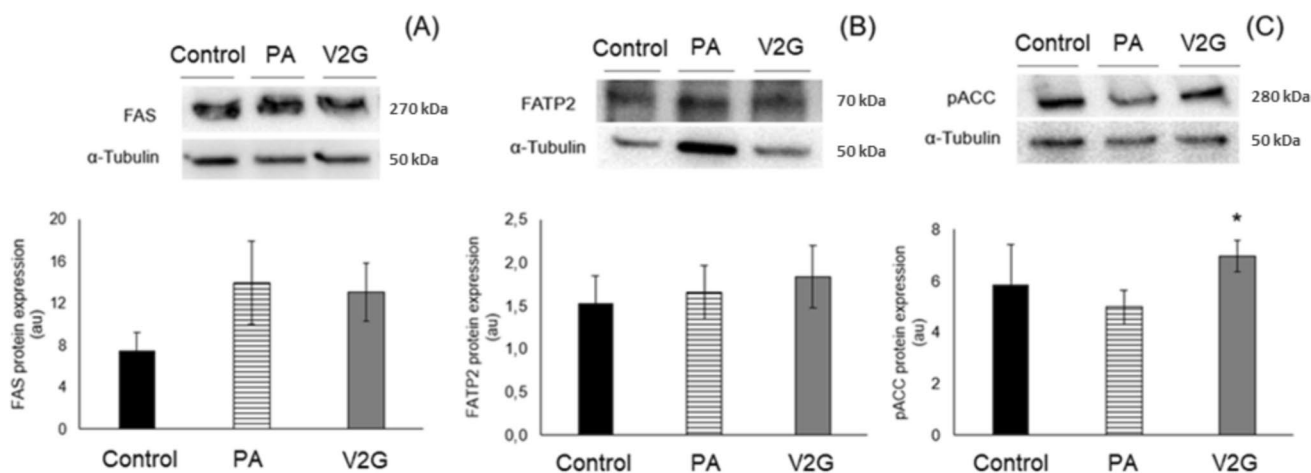 (A)
Control PA V2G
FAS 270 kDa
α-Tubulin 50 kDa
20
16
12
8
4
0
FAS protein expression
(au)
Control PA V2G
(B)
Control PA V2G
FATP2 70 kDa
α-Tubulin 50 kDa
2,5
2,0
1,5
1,0
0,5
0,0
FATP2 protein expression
(au)
Control PA V2G
(C)
Control PA V2G
pACC 280 kDa
α-Tubulin 50 kDa
8
6
4
2
0
pACC protein expression
(au)
*
Control PA V2G